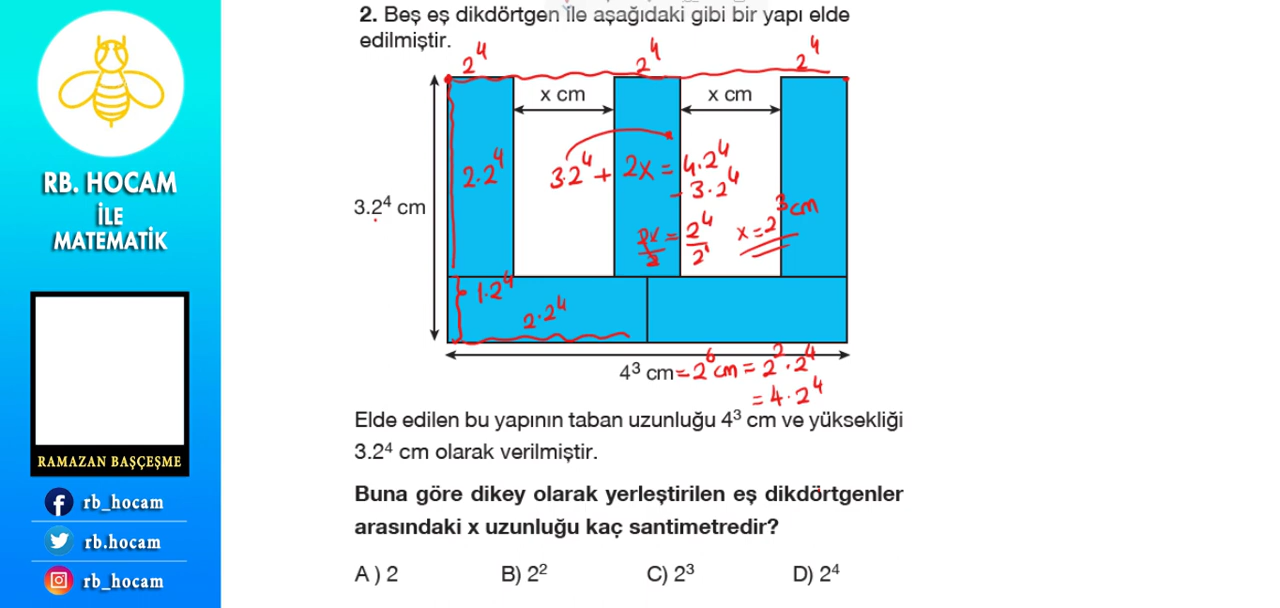 RB. HOCAM
İLE
MATEMATİK
RAMAZAN BAŞÇEŞME
rb_hocam
rb.hocam
rb_hocam
2. Beş eş dikdörtgen ile aşağıdaki gibi bir yapı elde
edilmiştir.
2⁴ 2⁴ 2⁴
x cm x cm
2.2⁴ 3.2⁴ + 2x = 4.2⁴
- 3.2⁴
3.2⁴ cm
2x/2 = 2⁴/2¹ x = 2³ cm
1.2⁴
2.2⁴
4³ cm = 2⁶ cm = 2².2⁴
= 4.2⁴
Elde edilen bu yapının taban uzunluğu 4³ cm ve yüksekliği
3.2⁴ cm olarak verilmiştir.
Buna göre dikey olarak yerleştirilen eş dikdörtgenler
arasındaki x uzunluğu kaç santimetredir?
A ) 2 B) 2² C) 2³ D) 2⁴